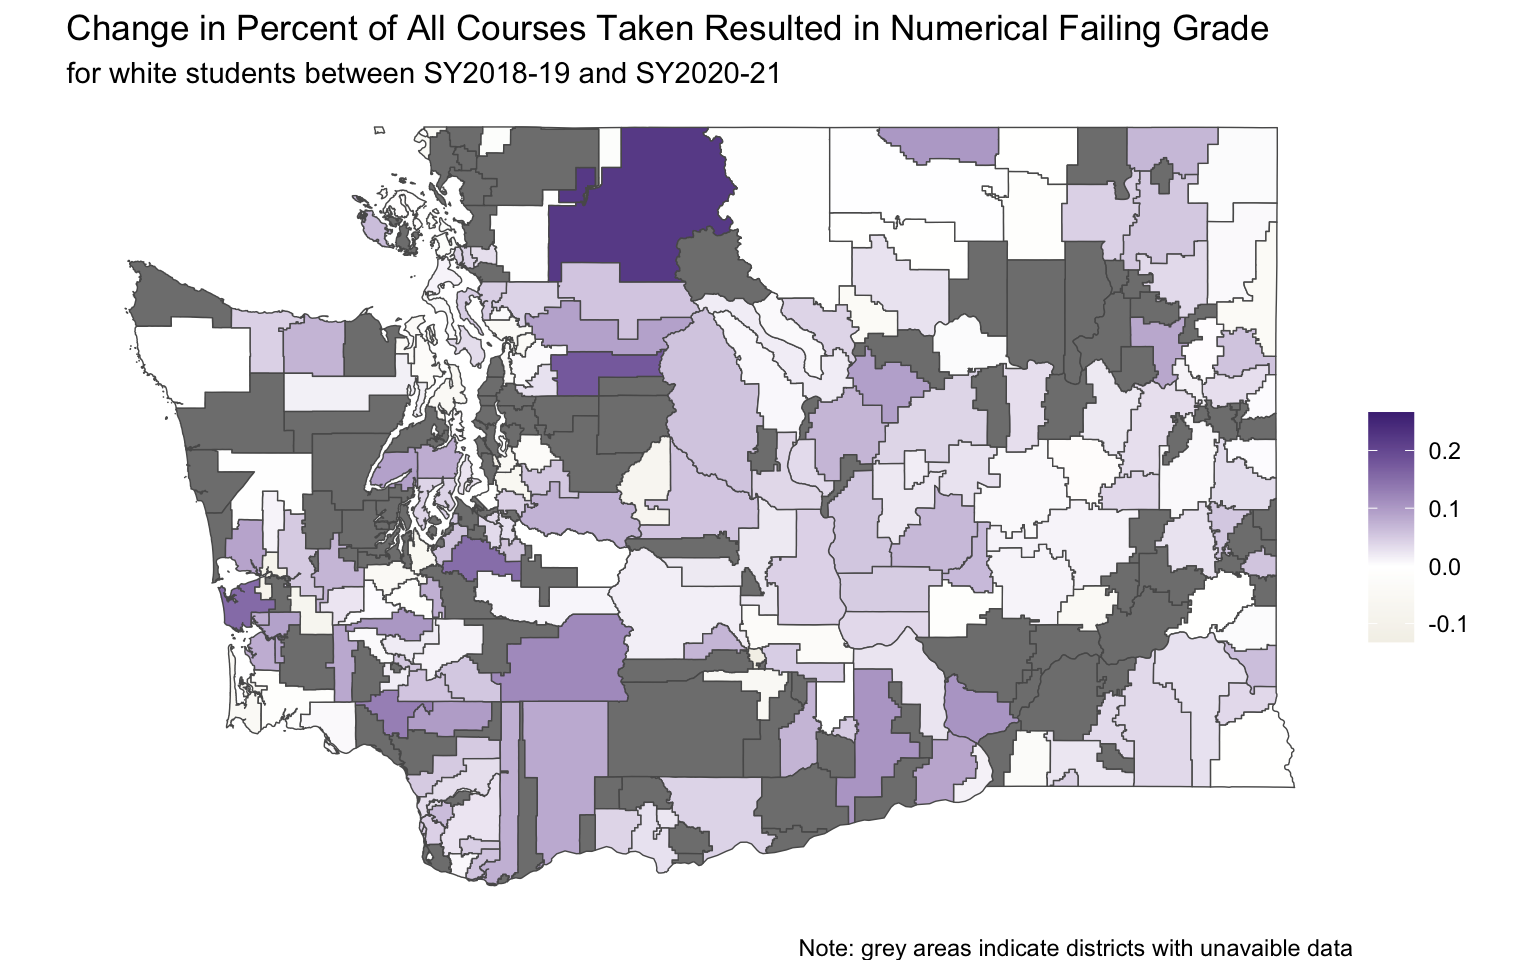 Change in Percent of All Courses Taken Resulted in Numerical Failing Grade
for white students between SY2018-19 and SY2020-21
0.2
0.1
0.0
-0.1
Note: grey areas indicate districts with unavaible data